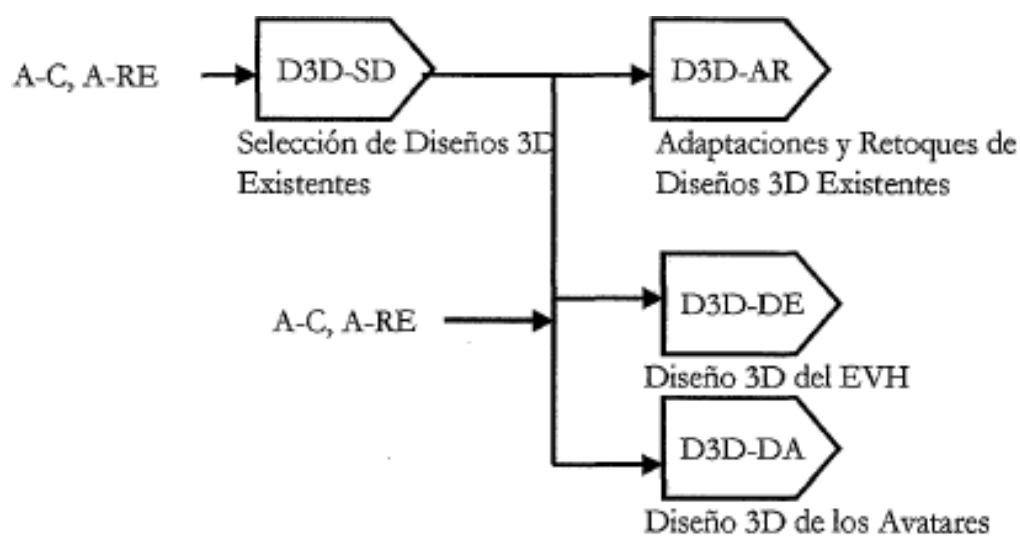 A-C, A-RE
D3D-SD
D3D-AR
Selección de Diseños 3D
Existentes
Adaptaciones y Retoques de
Diseños 3D Existentes
A-C, A-RE
D3D-DE
Diseño 3D del EVH
D3D-DA
Diseño 3D de los Avatares